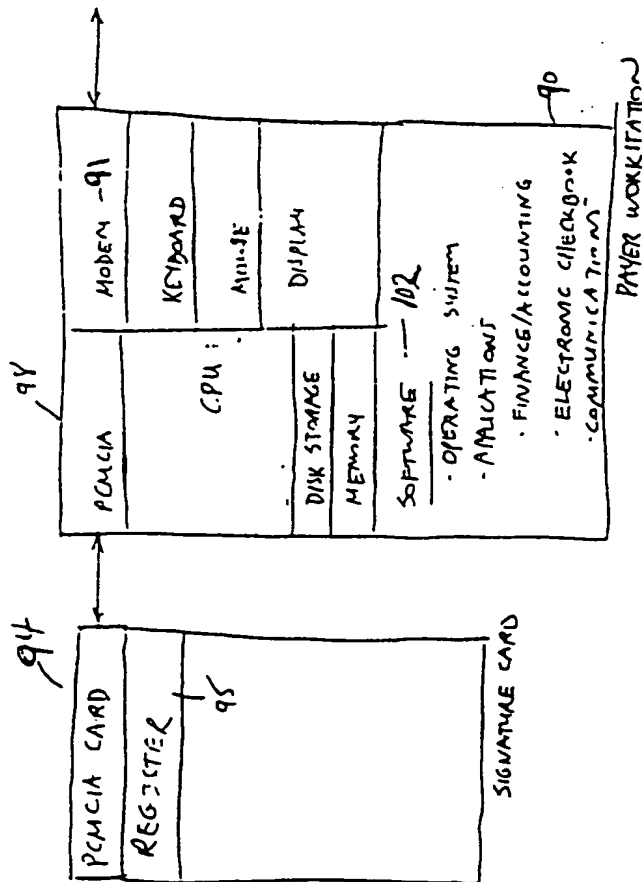 94
PCMCIA CARD
REGISTER
95
SIGNATURE CARD
PCMCIA
CPU
DISK STORAGE
MEMORY
MODEM -91
KEYBOARD
MOUSE
DISPLAY
SOFTWARE — 102
· OPERATING SYSTEM
· APPLICATIONS
· FINANCE/ACCOUNTING
· ELECTRONIC CHECKBOOK
· COMMUNICATIONS
90
PAYER WORKSTATION